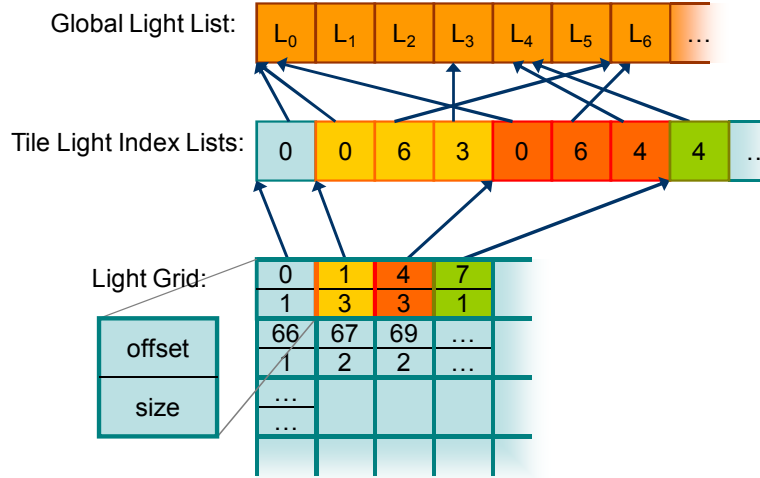 Global Light List: L0 L1 L2 L3 L4 L5 L6 ...
Tile Light Index Lists: 0 0 6 3 0 6 4 4 ...
Light Grid: 0 1 4 7
1 3 3 1
offset 66 67 69 ...
1 2 2 ...
size ...
...